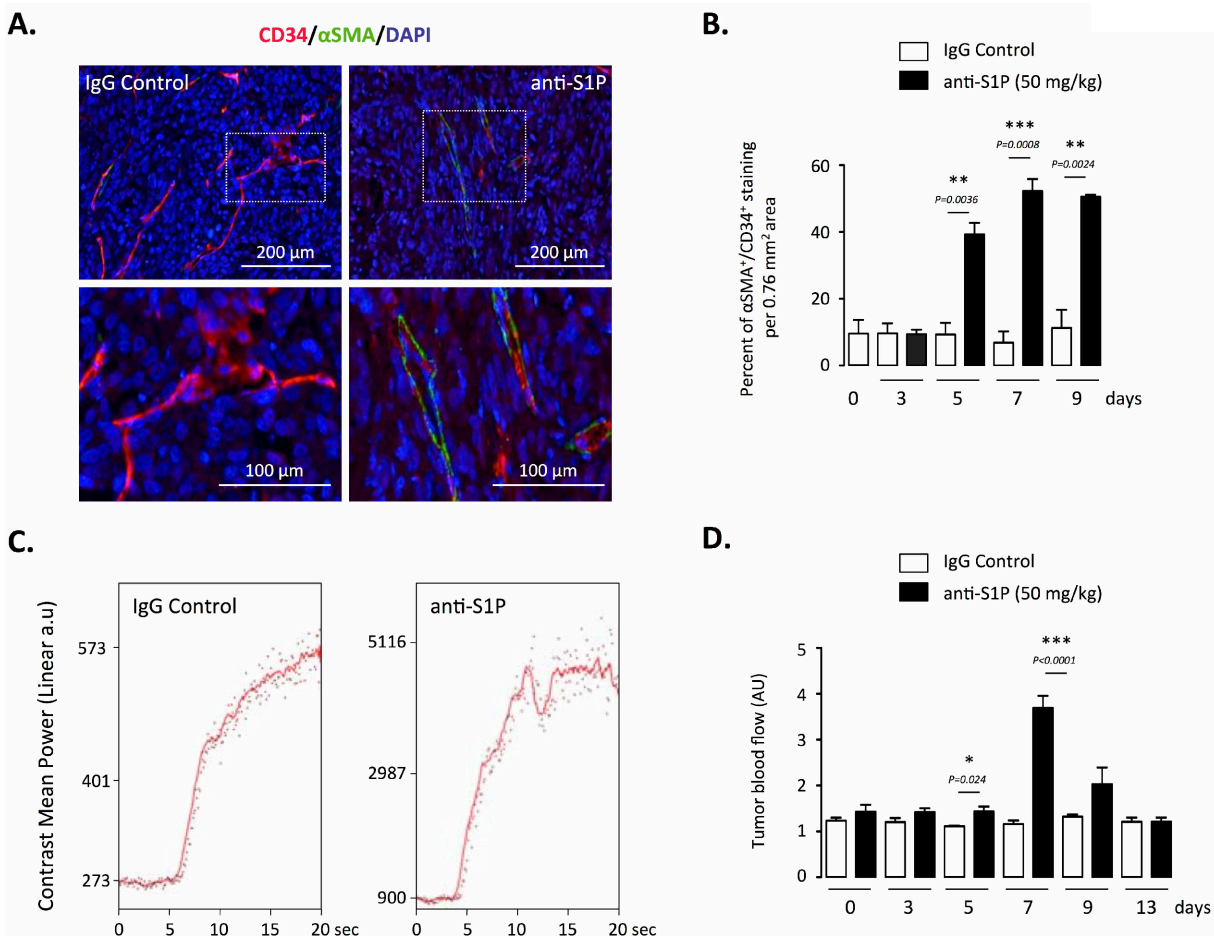 A.
CD34/αSMA/DAPI
IgG Control
anti-S1P
200 µm
200 µm
100 µm
100 µm
B.
IgG Control
anti-S1P (50 mg/kg)
Percent of αSMA⁺/CD34⁺ staining
per 0.76 mm² area
60
40
20
0
**
P=0.0036
***
P=0.0008
**
P=0.0024
0 3 5 7 9 days
C.
Contrast Mean Power (Linear a.u)
IgG Control
573
401
273
0 5 10 15 20 sec
anti-S1P
5116
2987
900
0 5 10 15 20 sec
D.
IgG Control
anti-S1P (50 mg/kg)
Tumor blood flow (AU)
5
4
3
2
1
0
*
P=0.024
***
P<0.0001
0 3 5 7 9 13 days